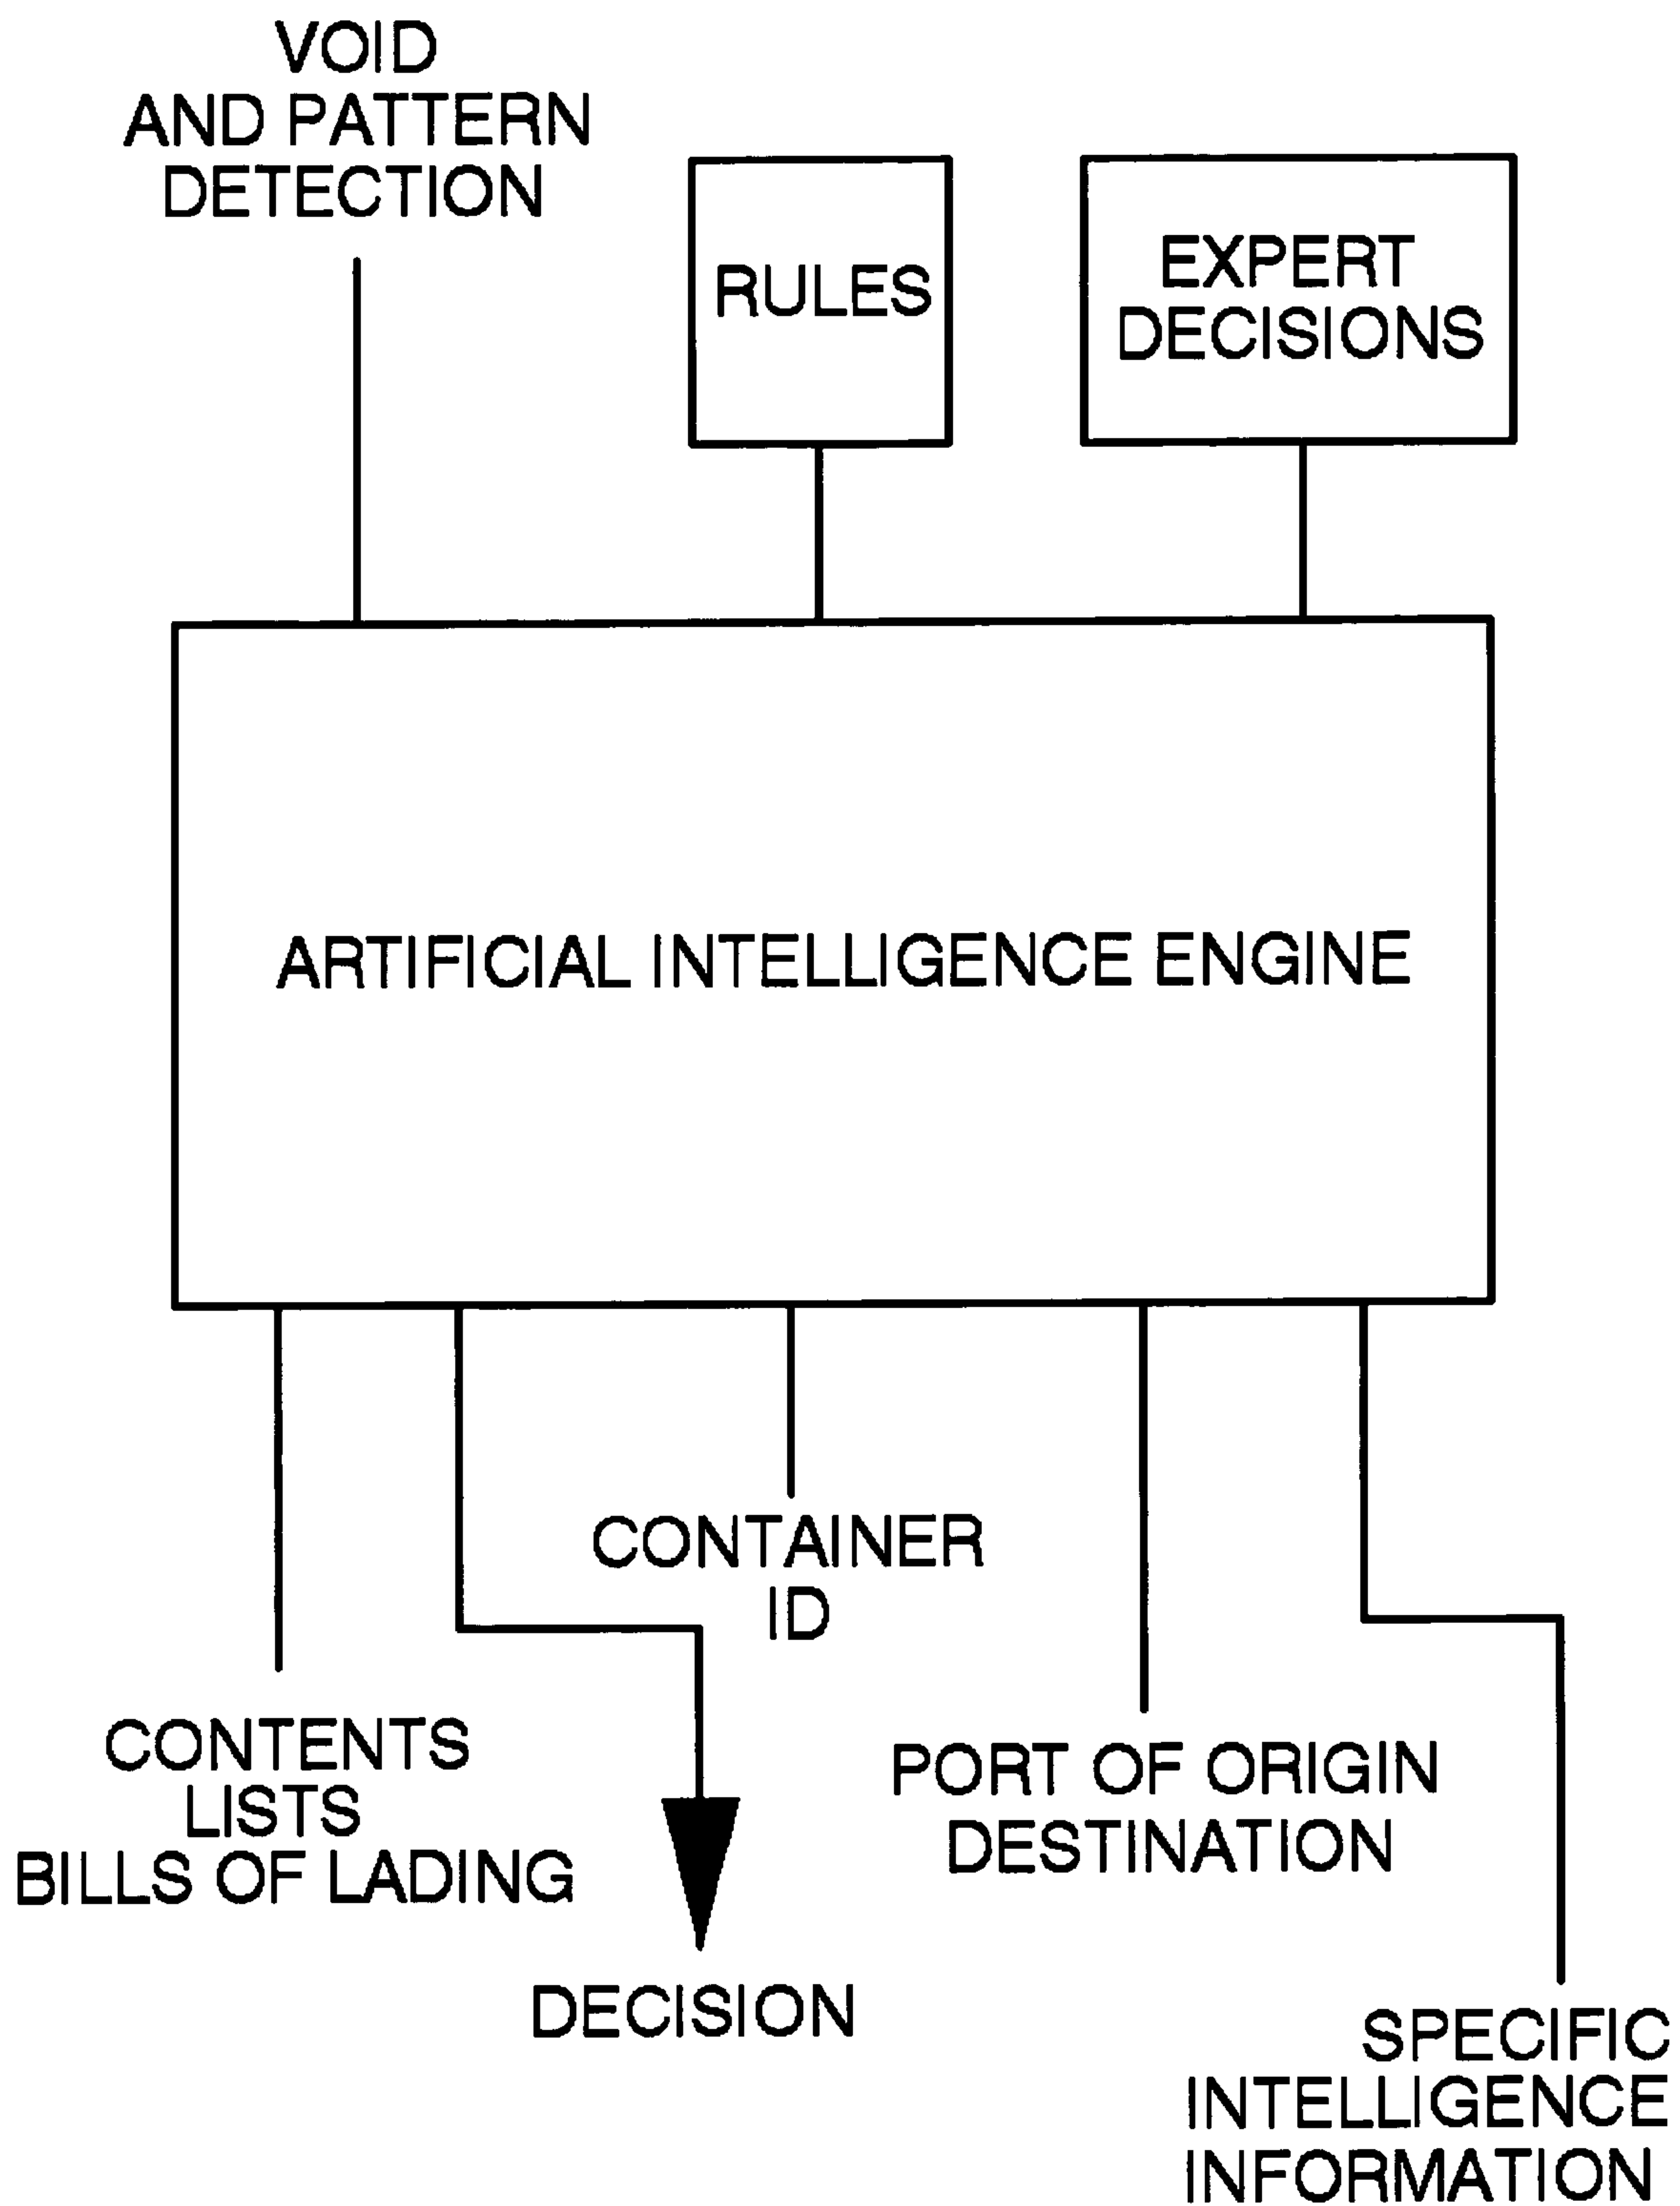 VOID
AND PATTERN
DETECTION
RULES
EXPERT
DECISIONS
ARTIFICIAL INTELLIGENCE ENGINE
CONTAINER
ID
CONTENTS
LISTS
BILLS OF LADING
PORT OF ORIGIN
DESTINATION
DECISION
SPECIFIC
INTELLIGENCE
INFORMATION